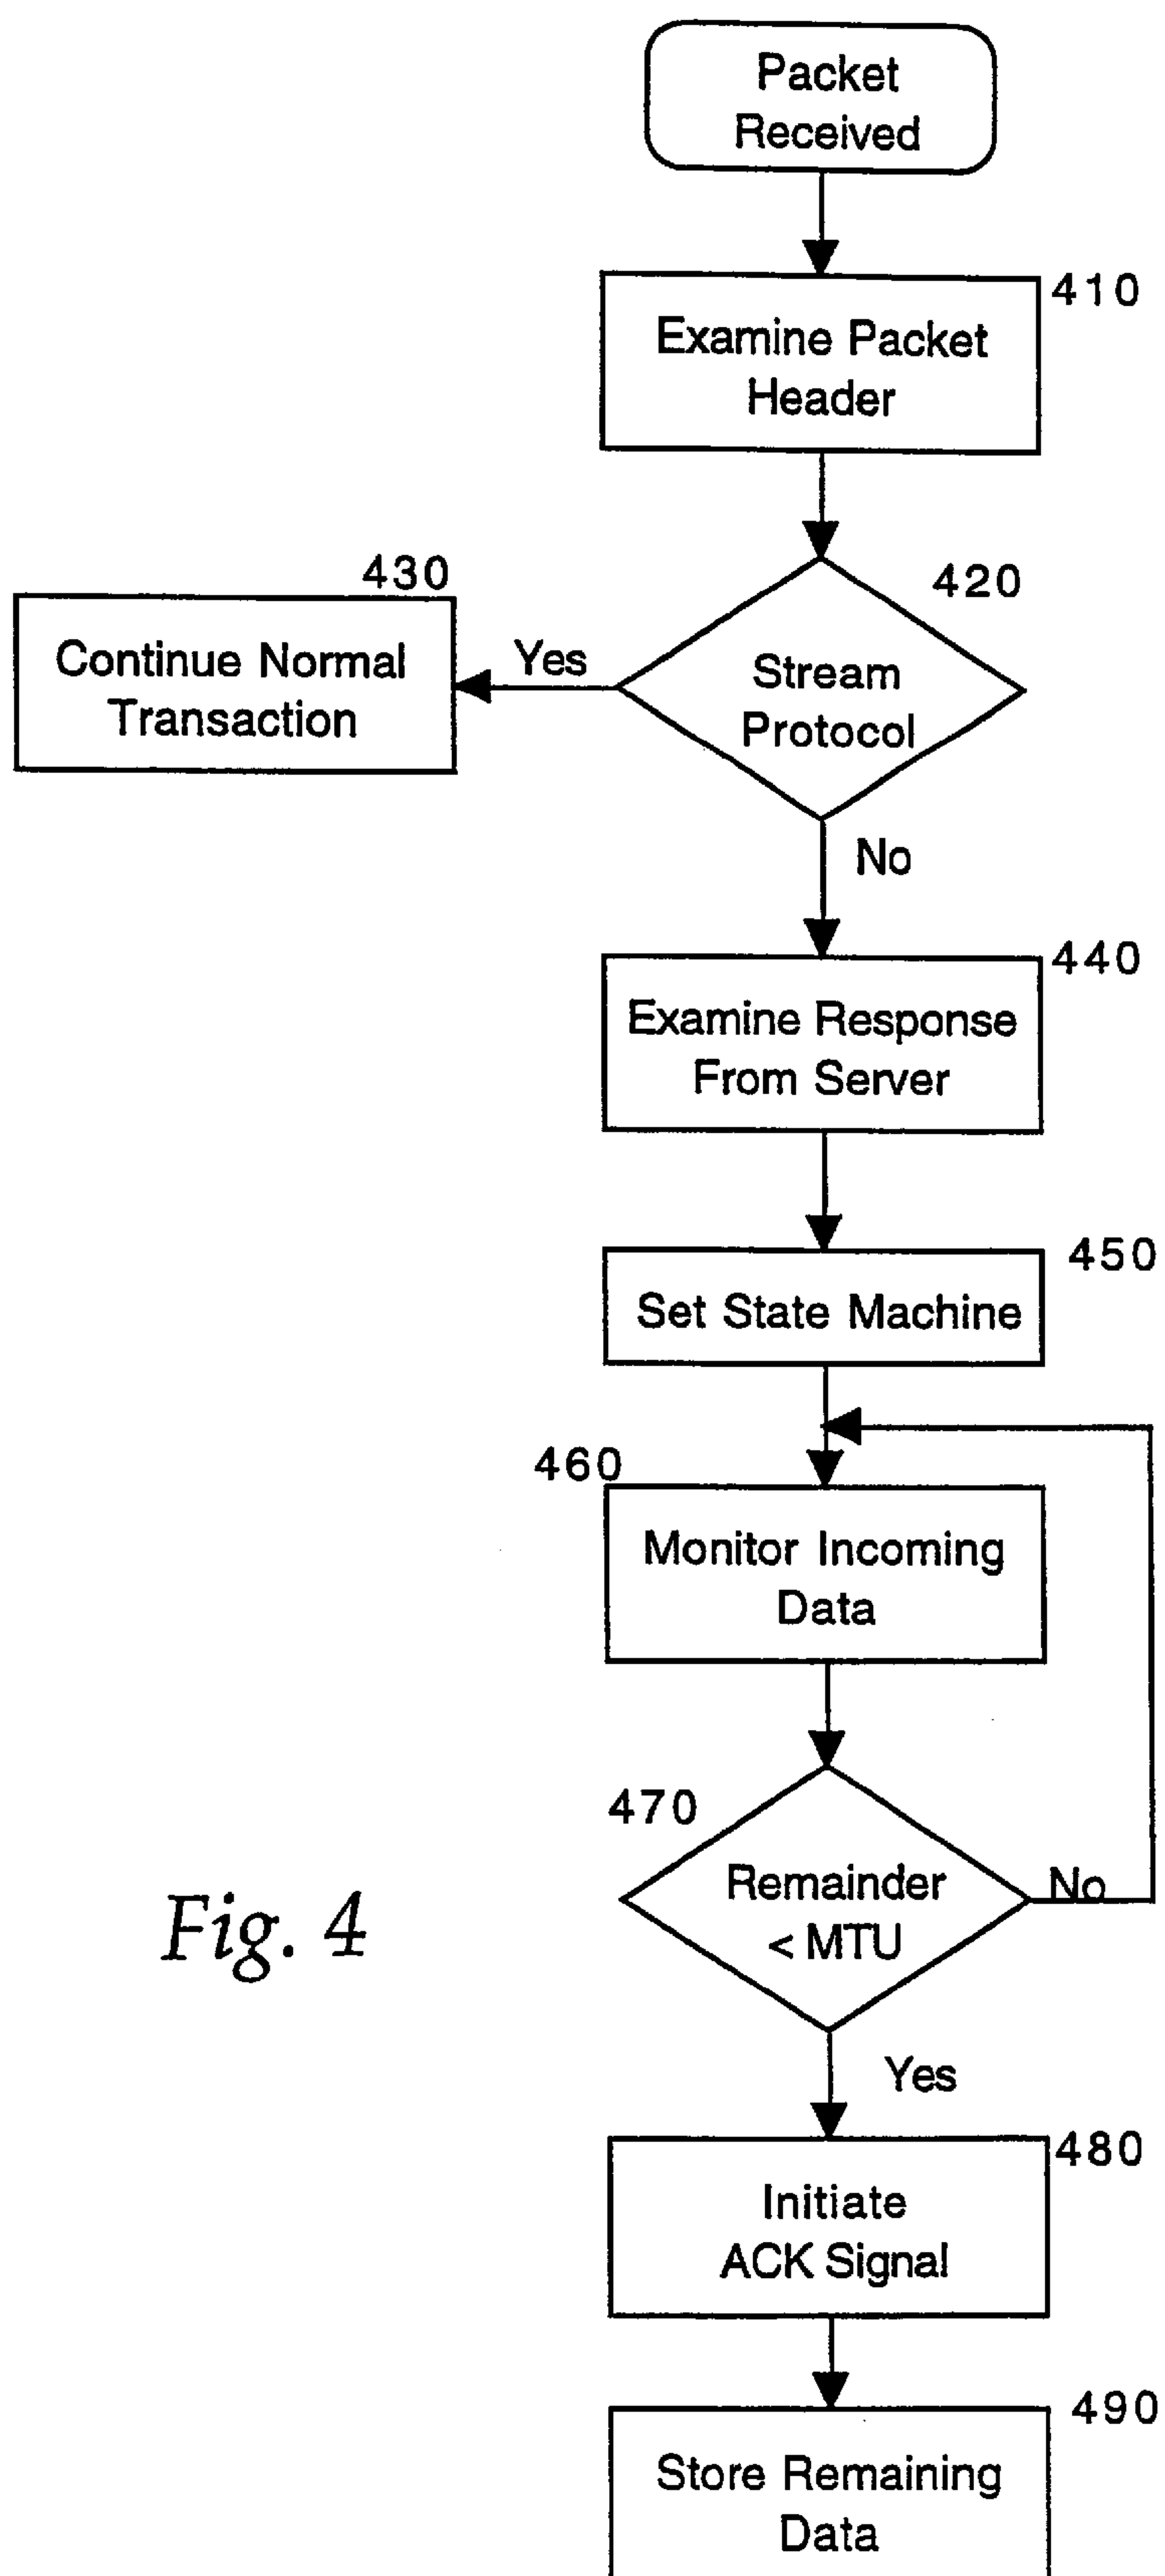 Packet
Received
410
Examine Packet
Header
430
420
Continue Normal
Transaction
Yes
Stream
Protocol
No
440
Examine Response
From Server
450
Set State Machine
460
Monitor Incoming
Data
470
Remainder
< MTU
No
Fig. 4
Yes
480
Initiate
ACK Signal
490
Store Remaining
Data